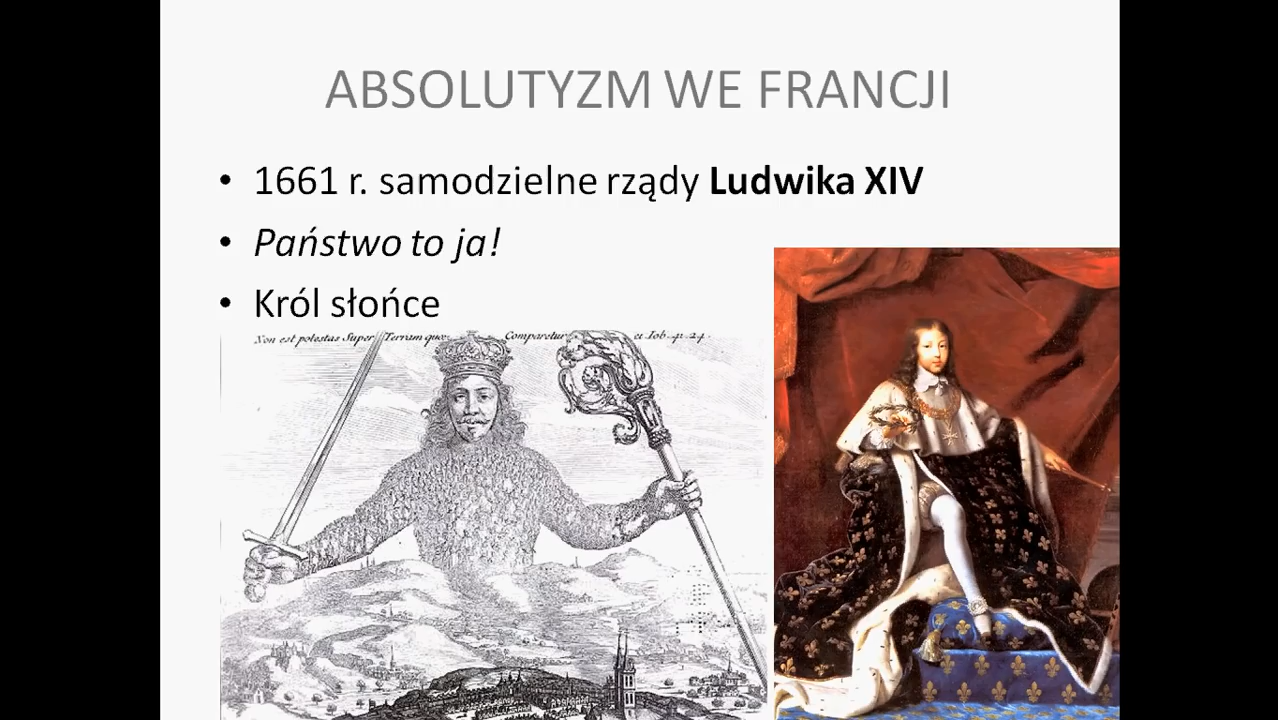 ABSOLUTYZM WE FRANCJI
• 1661 r. samodzielne rządy Ludwika XIV
• Państwo to ja!
• Król słońce
Non est potestas Super Terram quae Comparetur ei Iob. 41. 24.